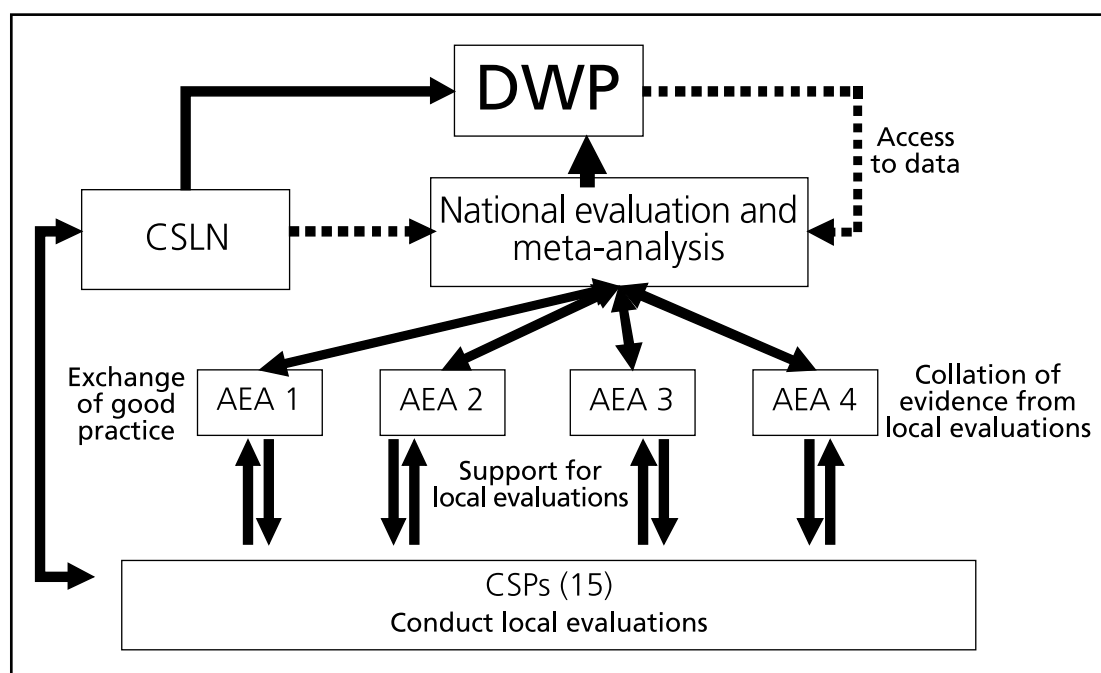 DWP
Access
to data
CSLN
National evaluation and
meta-analysis
Exchange
of good
practice
AEA 1
AEA 2
AEA 3
AEA 4
Collation of
evidence from
local evaluations
Support for
local evaluations
CSPs (15)
Conduct local evaluations